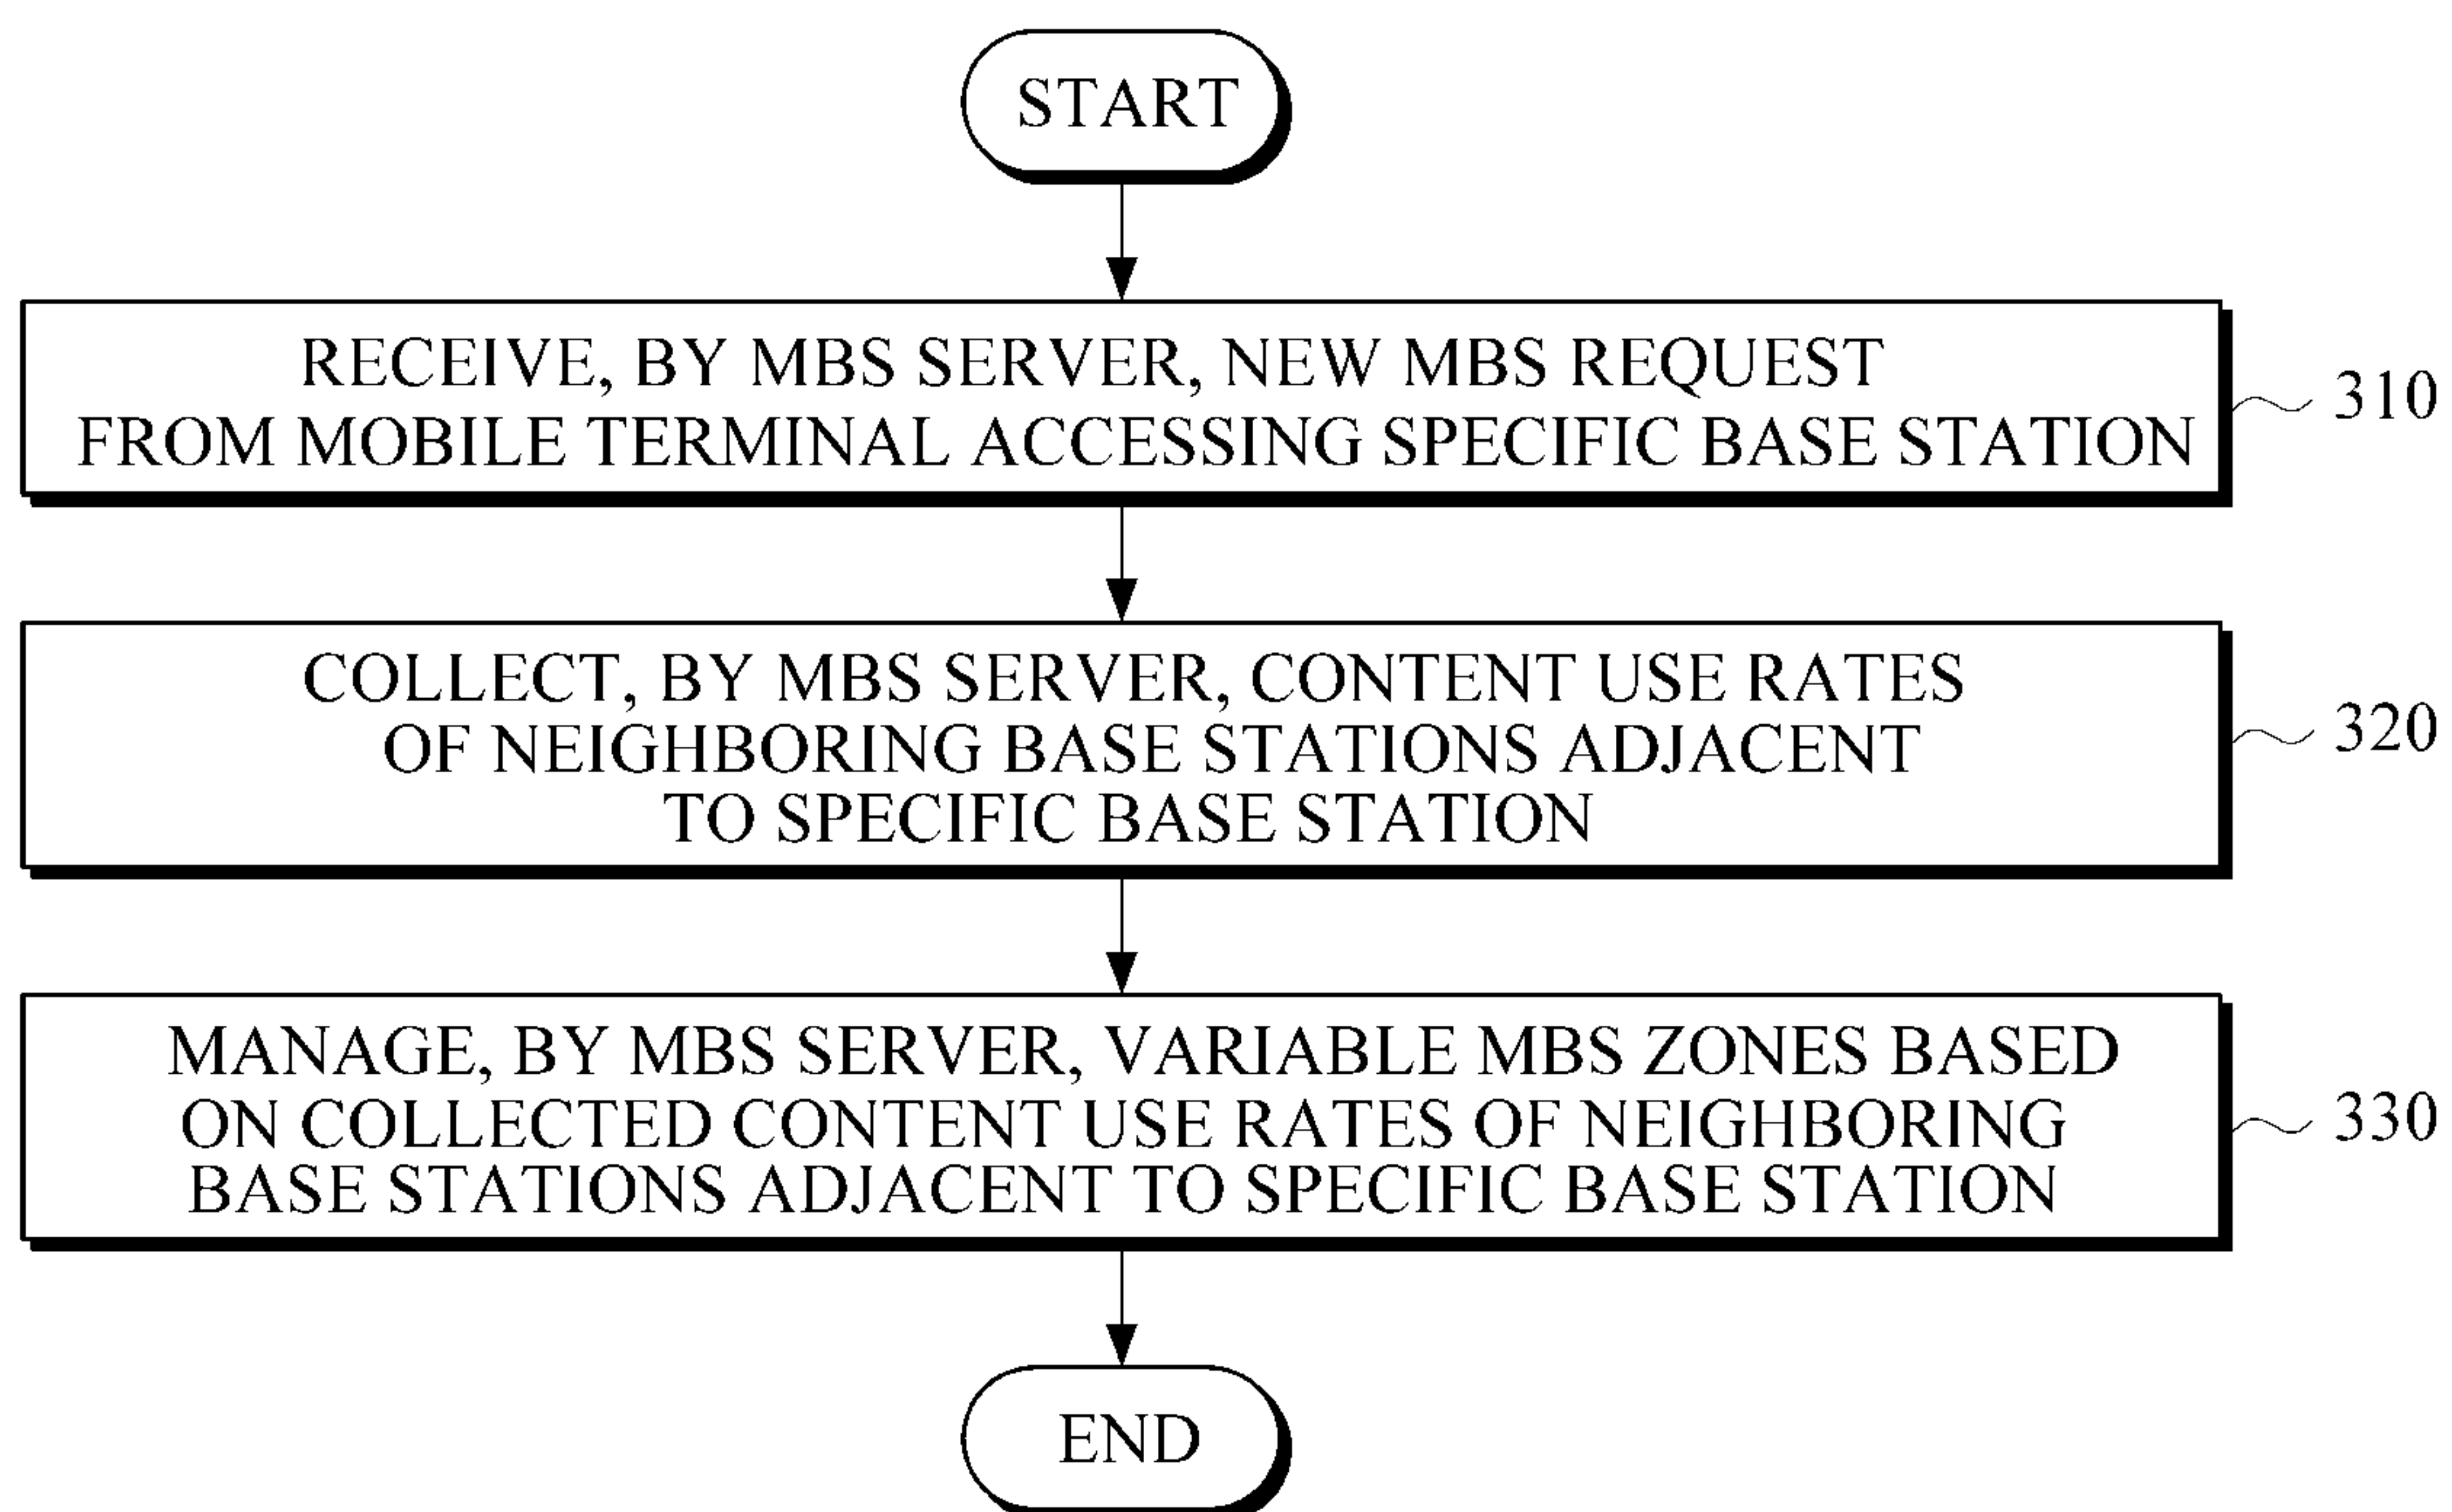 START
RECEIVE, BY MBS SERVER, NEW MBS REQUEST
FROM MOBILE TERMINAL ACCESSING SPECIFIC BASE STATION
310
COLLECT, BY MBS SERVER, CONTENT USE RATES
OF NEIGHBORING BASE STATIONS ADJACENT
TO SPECIFIC BASE STATION
320
MANAGE, BY MBS SERVER, VARIABLE MBS ZONES BASED
ON COLLECTED CONTENT USE RATES OF NEIGHBORING
BASE STATIONS ADJACENT TO SPECIFIC BASE STATION
330
END